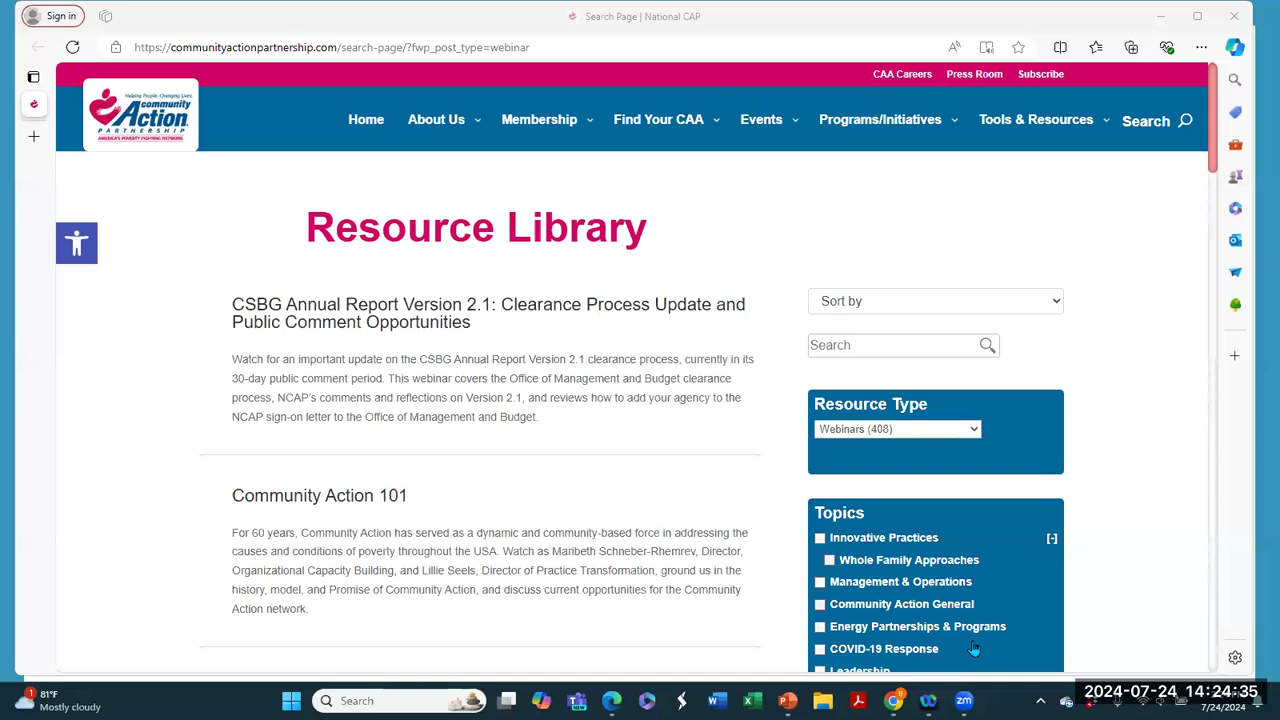 Sign in
Search Page | National CAP
https://communityactionpartnership.com/search-page/?fwp_post_type=webinar
CAA Careers Press Room Subscribe
Helping People. Changing Lives.
community
Action
PARTNERSHIP
AMERICA'S POVERTY FIGHTING NETWORK
Home About Us Membership Find Your CAA Events Programs/Initiatives Tools & Resources Search
Resource Library
CSBG Annual Report Version 2.1: Clearance Process Update and
Public Comment Opportunities
Watch for an important update on the CSBG Annual Report Version 2.1 clearance process, currently in its
30-day public comment period. This webinar covers the Office of Management and Budget clearance
process, NCAP's comments and reflections on Version 2.1, and reviews how to add your agency to the
NCAP sign-on letter to the Office of Management and Budget.
Community Action 101
For 60 years, Community Action has served as a dynamic and community-based force in addressing the
causes and conditions of poverty throughout the USA. Watch as Maribeth Schneber-Rhemrev, Director,
Organizational Capacity Building, and Lillie Seels, Director of Practice Transformation, ground us in the
history, model, and Promise of Community Action, and discuss current opportunities for the Community
Action network.
Sort by
Search
Resource Type
Webinars (408)
Topics
Innovative Practices [-]
Whole Family Approaches
Management & Operations
Community Action General
Energy Partnerships & Programs
COVID-19 Response
Leadership
1
81°F
Mostly cloudy
Search
2024-07-24 14:24:35
7/24/2024